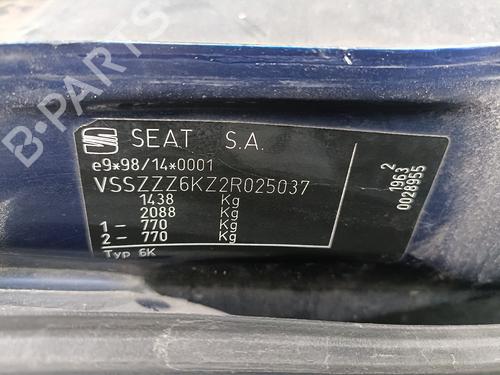 B-PARTS
SEAT S.A.
e9*98/14*0001
VSSZZZ6KZ2R025037
1438 Kg
2088 Kg
1- 770 Kg
2- 770 Kg
Typ 6K
2
1963
0028955